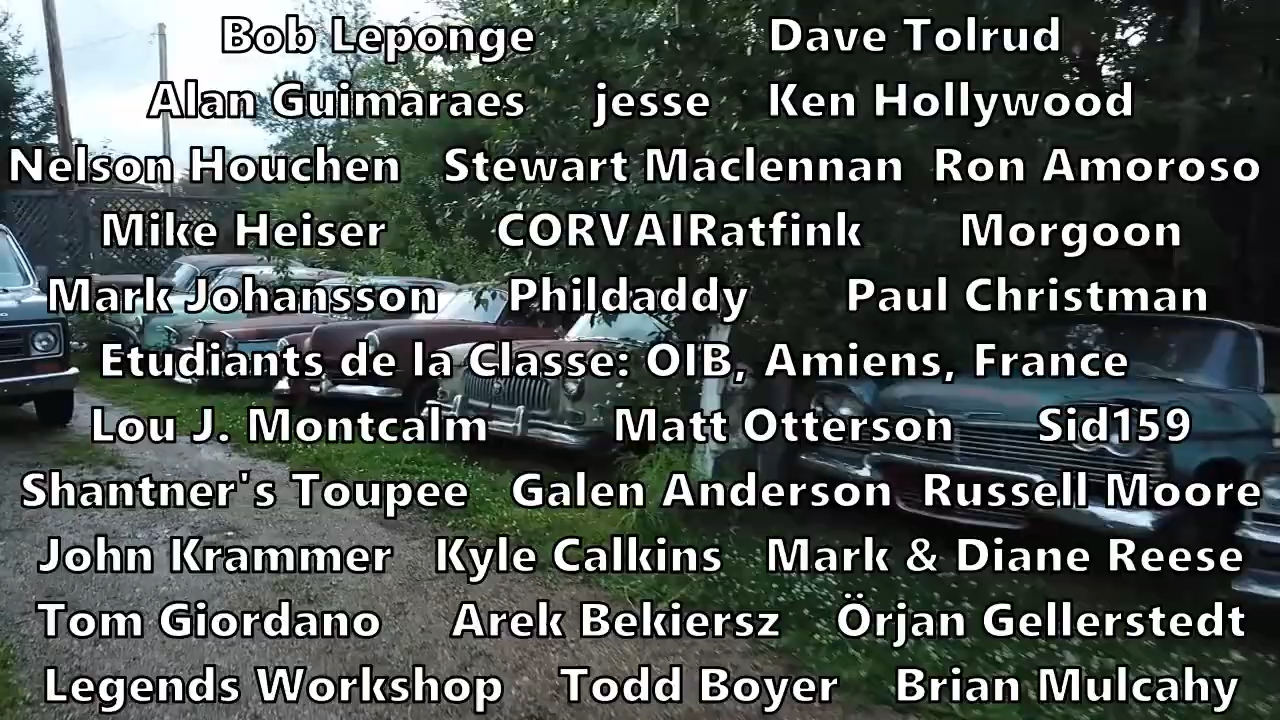 Bob Leponge Dave Tolrud
Alan Guimaraes jesse Ken Hollywood
Nelson Houchen Stewart Maclennan Ron Amoroso
Mike Heiser CORVAIRatfink Morgoon
Mark Johansson Phildaddy Paul Christman
Etudiants de la Classe: OIB, Amiens, France
Lou J. Montcalm Matt Otterson Sid159
Shantner's Toupee Galen Anderson Russell Moore
John Krammer Kyle Calkins Mark & Diane Reese
Tom Giordano Arek Bekiersz Örjan Gellerstedt
Legends Workshop Todd Boyer Brian Mulcahy